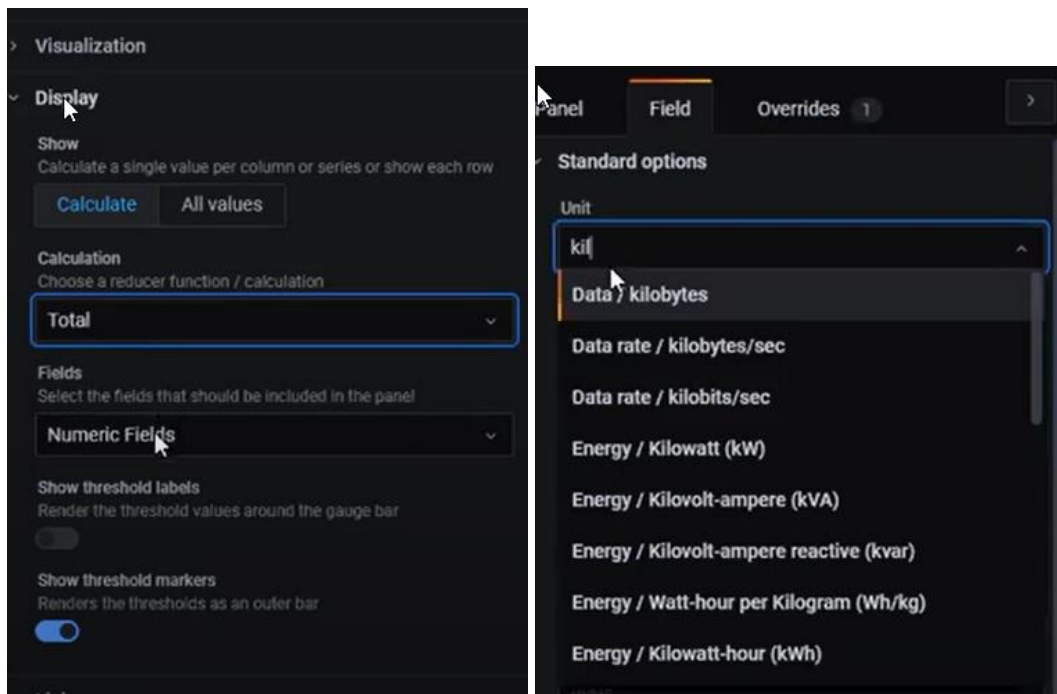 Visualization
Display
Show
Calculate a single value per column or series or show each row
Calculate All values
Calculation
Choose a reducer function / calculation
Total
Fields
Select the fields that should be included in the panel
Numeric Fields
Show threshold labels
Render the threshold values around the gauge bar
Show threshold markers
Renders the thresholds as an outer bar
Panel Field Overrides 1
Standard options
Unit
kil
Data / kilobytes
Data rate / kilobytes/sec
Data rate / kilobits/sec
Energy / Kilowatt (kW)
Energy / Kilovolt-ampere (kVA)
Energy / Kilovolt-ampere reactive (kvar)
Energy / Watt-hour per Kilogram (Wh/kg)
Energy / Kilowatt-hour (kWh)